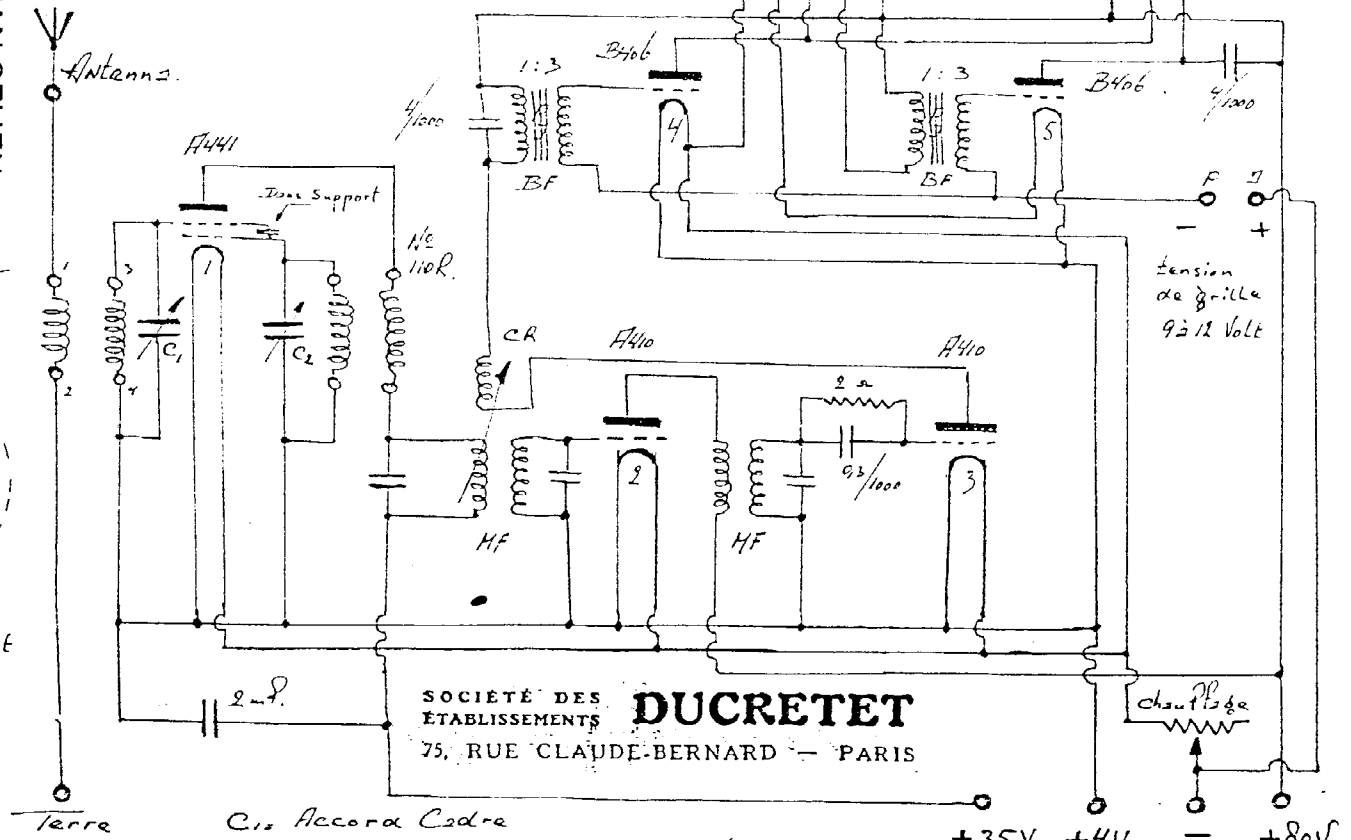 Antenne.
B406
1:3
4/1000
BF
4
1:3
B406.
5
4/1000
BF
A441
Dans Support
1
3
1
No
110R.
F
I
-
+
tension
de grille
9 à 12 Volt
C1
C2
2
4
CR
A410
A410
2 Ω
2
3
0,3/1000
MF
MF
2 mF.
SOCIÉTÉ DES
ÉTABLISSEMENTS DUCRETET
75, RUE CLAUDE-BERNARD — PARIS
Chauffage
Terre
C1= Accord Cadre
+35V +4V - +80V